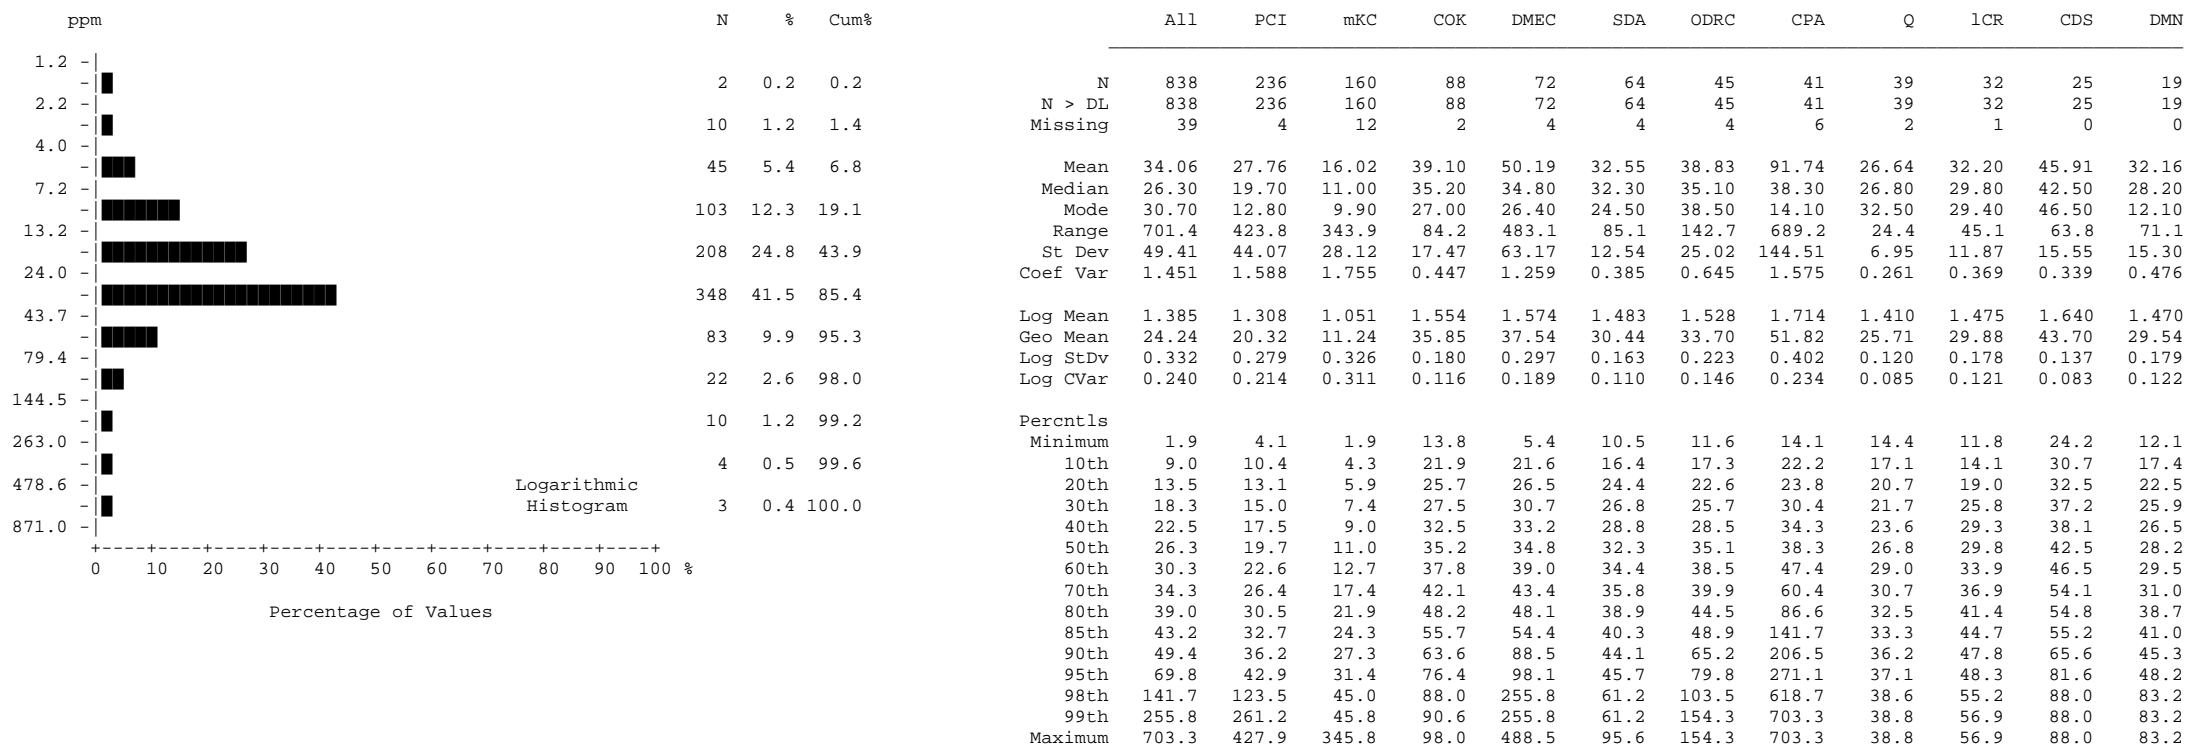 ppm N % Cum% All PCI mKC COK DMEC SDA ODRC CPA Q lCR CDS DMN
1.2
2 0.2 0.2 N 838 236 160 88 72 64 45 41 39 32 25 19
2.2 N > DL 838 236 160 88 72 64 45 41 39 32 25 19
10 1.2 1.4 Missing 39 4 12 2 4 4 4 6 2 1 0 0
4.0
45 5.4 6.8 Mean 34.06 27.76 16.02 39.10 50.19 32.55 38.83 91.74 26.64 32.20 45.91 32.16
7.2 Median 26.30 19.70 11.00 35.20 34.80 32.30 35.10 38.30 26.80 29.80 42.50 28.20
103 12.3 19.1 Mode 30.70 12.80 9.90 27.00 26.40 24.50 38.50 14.10 32.50 29.40 46.50 12.10
13.2 Range 701.4 423.8 343.9 84.2 483.1 85.1 142.7 689.2 24.4 45.1 63.8 71.1
208 24.8 43.9 St Dev 49.41 44.07 28.12 17.47 63.17 12.54 25.02 144.51 6.95 11.87 15.55 15.30
24.0 Coef Var 1.451 1.588 1.755 0.447 1.259 0.385 0.645 1.575 0.261 0.369 0.339 0.476
348 41.5 85.4
43.7 Log Mean 1.385 1.308 1.051 1.554 1.574 1.483 1.528 1.714 1.410 1.475 1.640 1.470
83 9.9 95.3 Geo Mean 24.24 20.32 11.24 35.85 37.54 30.44 33.70 51.82 25.71 29.88 43.70 29.54
79.4 Log StDv 0.332 0.279 0.326 0.180 0.297 0.163 0.223 0.402 0.120 0.178 0.137 0.179
22 2.6 98.0 Log CVar 0.240 0.214 0.311 0.116 0.189 0.110 0.146 0.234 0.085 0.121 0.083 0.122
144.5
10 1.2 99.2 Percntls
263.0 Minimum 1.9 4.1 1.9 13.8 5.4 10.5 11.6 14.1 14.4 11.8 24.2 12.1
4 0.5 99.6 10th 9.0 10.4 4.3 21.9 21.6 16.4 17.3 22.2 17.1 14.1 30.7 17.4
478.6 Logarithmic 20th 13.5 13.1 5.9 25.7 26.5 24.4 22.6 23.8 20.7 19.0 32.5 22.5
Histogram 3 0.4 100.0 30th 18.3 15.0 7.4 27.5 30.7 26.8 25.7 30.4 21.7 25.8 37.2 25.9
871.0 40th 22.5 17.5 9.0 32.5 33.2 28.8 28.5 34.3 23.6 29.3 38.1 26.5
50th 26.3 19.7 11.0 35.2 34.8 32.3 35.1 38.3 26.8 29.8 42.5 28.2
0 10 20 30 40 50 60 70 80 90 100 % 60th 30.3 22.6 12.7 37.8 39.0 34.4 38.5 47.4 29.0 33.9 46.5 29.5
70th 34.3 26.4 17.4 42.1 43.4 35.8 39.9 60.4 30.7 36.9 54.1 31.0
Percentage of Values 80th 39.0 30.5 21.9 48.2 48.1 38.9 44.5 86.6 32.5 41.4 54.8 38.7
85th 43.2 32.7 24.3 55.7 54.4 40.3 48.9 141.7 33.3 44.7 55.2 41.0
90th 49.4 36.2 27.3 63.6 88.5 44.1 65.2 206.5 36.2 47.8 65.6 45.3
95th 69.8 42.9 31.4 76.4 98.1 45.7 79.8 271.1 37.1 48.3 81.6 48.2
98th 141.7 123.5 45.0 88.0 255.8 61.2 103.5 618.7 38.6 55.2 88.0 83.2
99th 255.8 261.2 45.8 90.6 255.8 61.2 154.3 703.3 38.8 56.9 88.0 83.2
Maximum 703.3 427.9 345.8 98.0 488.5 95.6 154.3 703.3 38.8 56.9 88.0 83.2